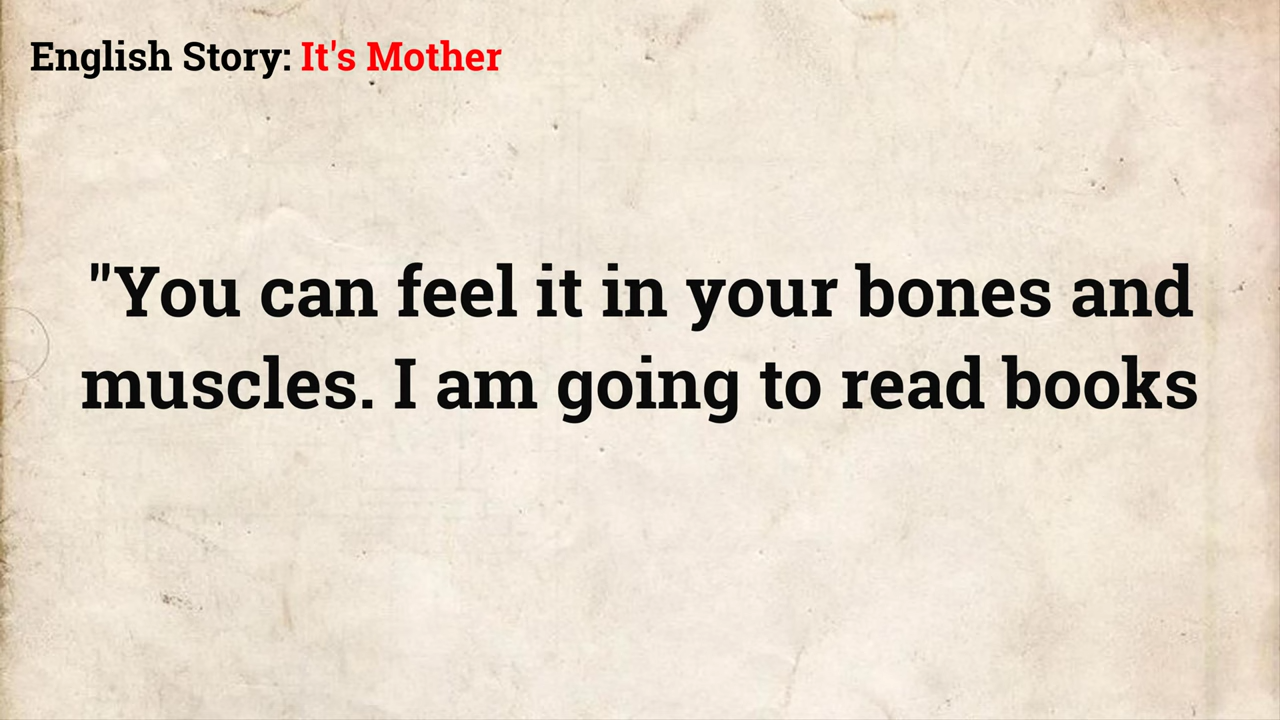 English Story: It's Mother
"You can feel it in your bones and
muscles. I am going to read books